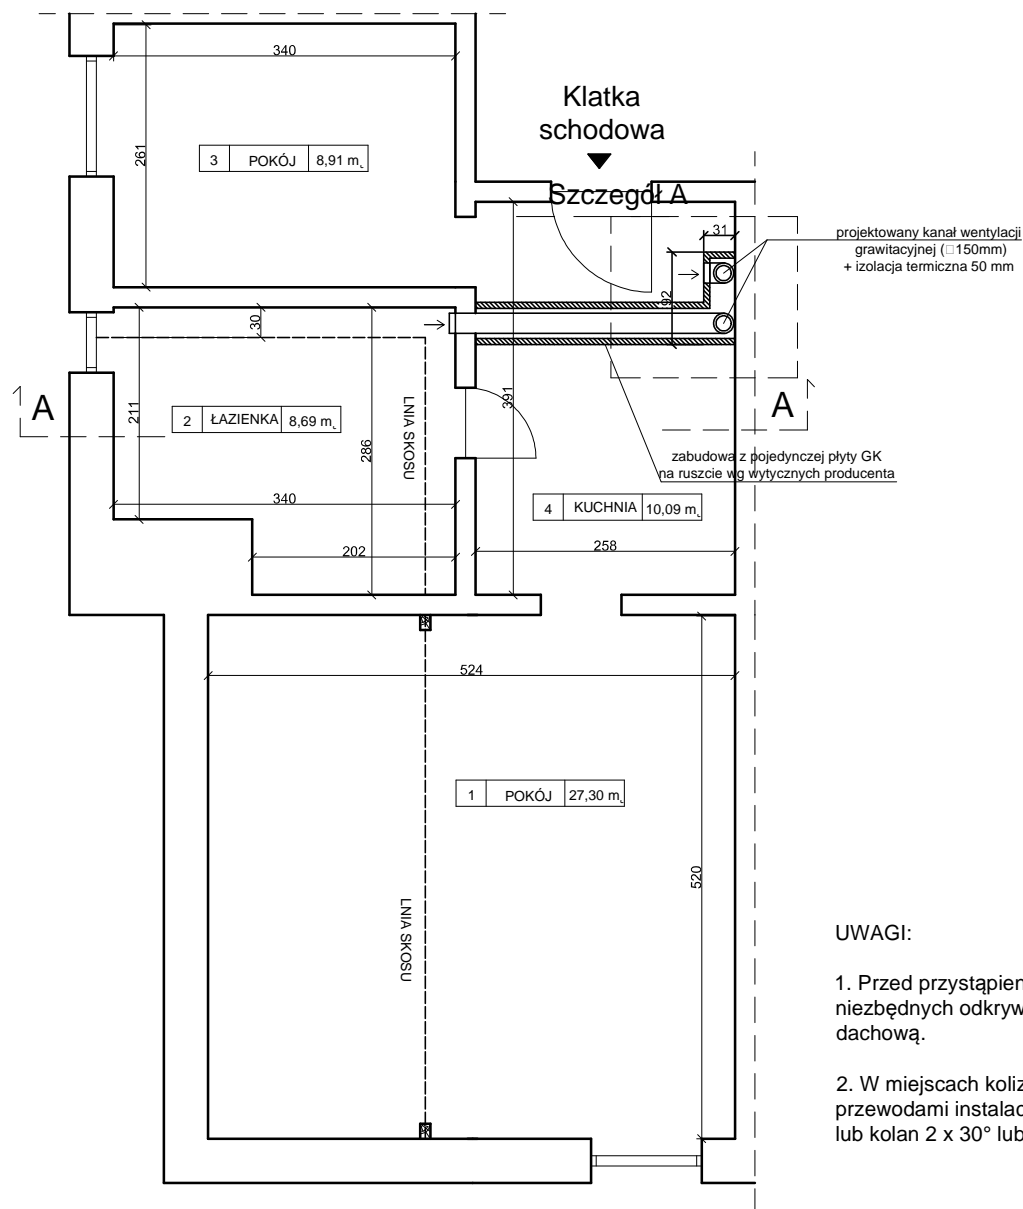 340
Klatka
schodowa
261
3 POKÓJ 8,91 m
Szczegół A
31
projektowany kanał wentylacji
grawitacyjnej (□150mm)
+ izolacja termiczna 50 mm
92
30
A
211
2 ŁAZIENKA 8,69 m
LNIA SKOSU
286
391
A
zabudowa z pojedynczej płyty GK
na ruszcie wg wytycznych producenta
340
4 KUCHNIA 10,09 m
202
258
524
1 POKÓJ 27,30 m
520
LNIA SKOSU
UWAGI:
1. Przed przystąpien
niezbędnych odkryw
dachową.
2. W miejscach koliz
przewodami instalac
lub kolan 2 x 30° lub